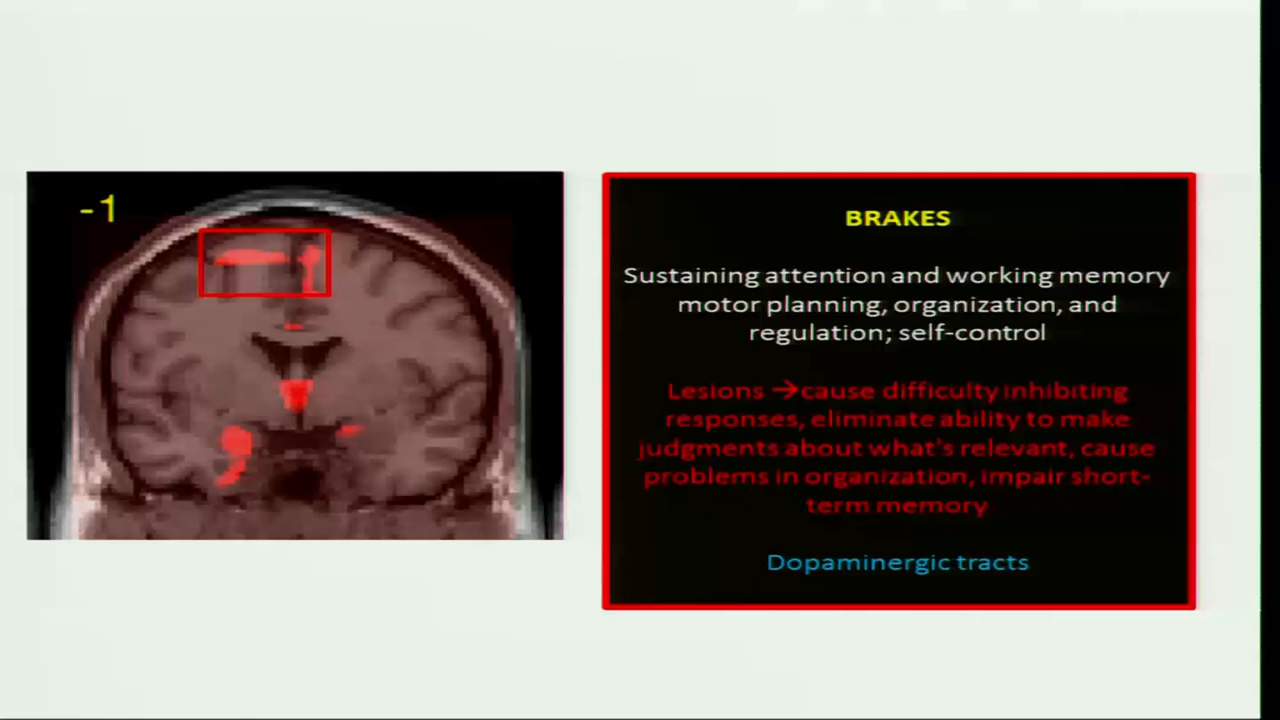 -1
BRAKES
Sustaining attention and working memory
motor planning, organization, and
regulation; self-control
Lesions →cause difficulty inhibiting
responses, eliminate ability to make
judgments about what's relevant, cause
problems in organization, impair short-
term memory
Dopaminergic tracts